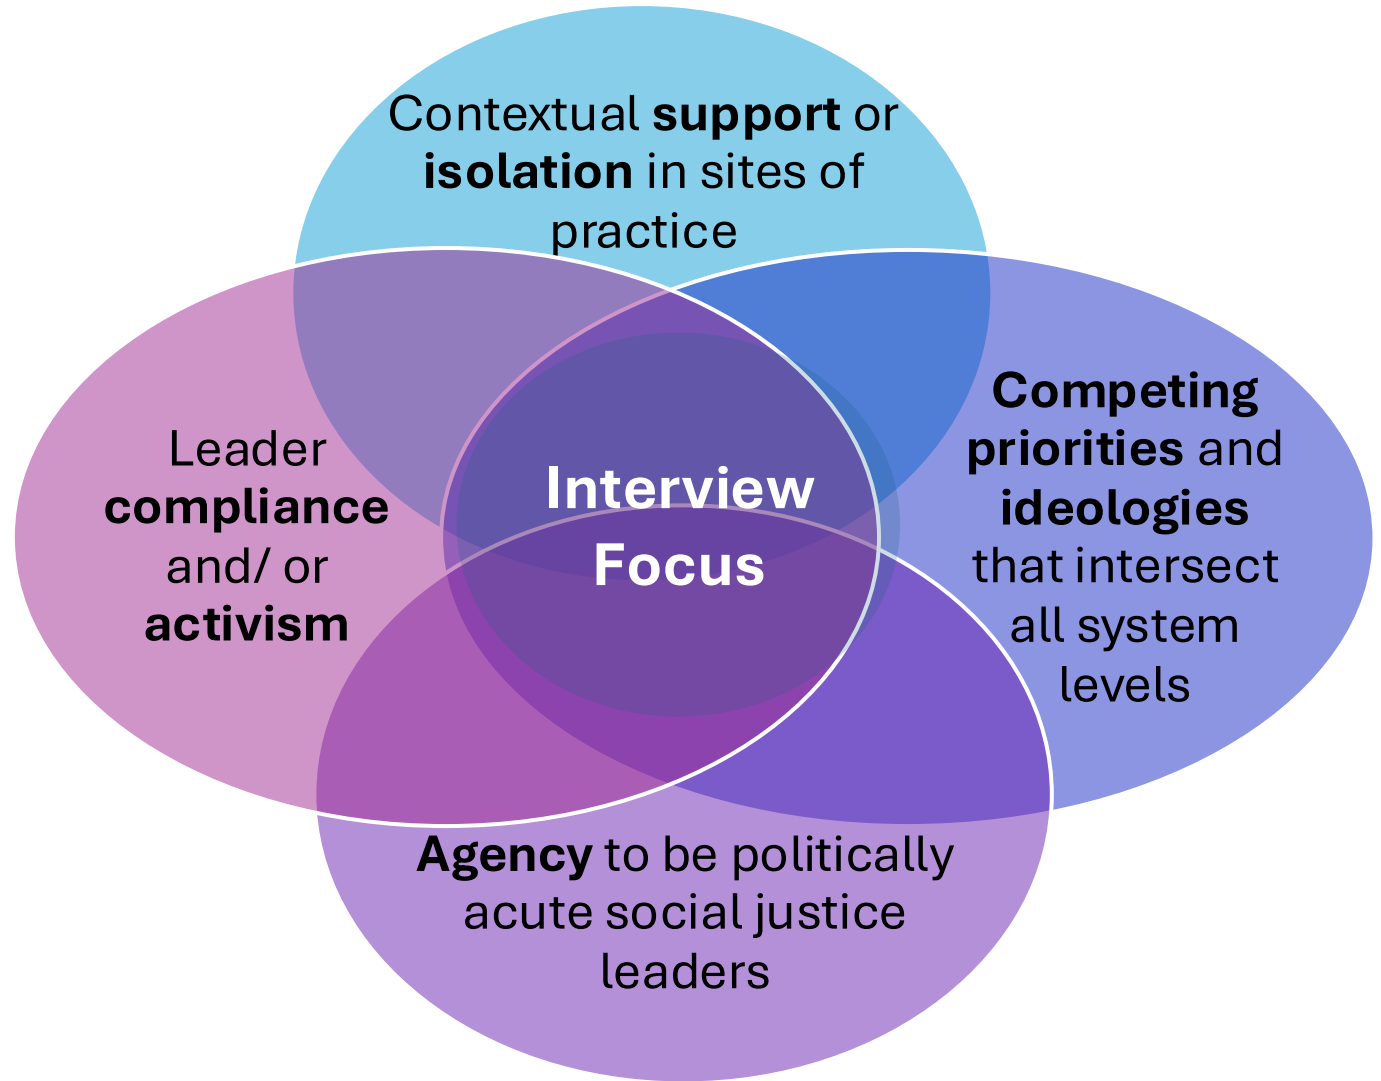 Contextual support or
isolation in sites of
practice
Leader
compliance
and/ or
activism
Interview
Focus
Competing
priorities and
ideologies
that intersect
all system
levels
Agency to be politically
acute social justice
leaders